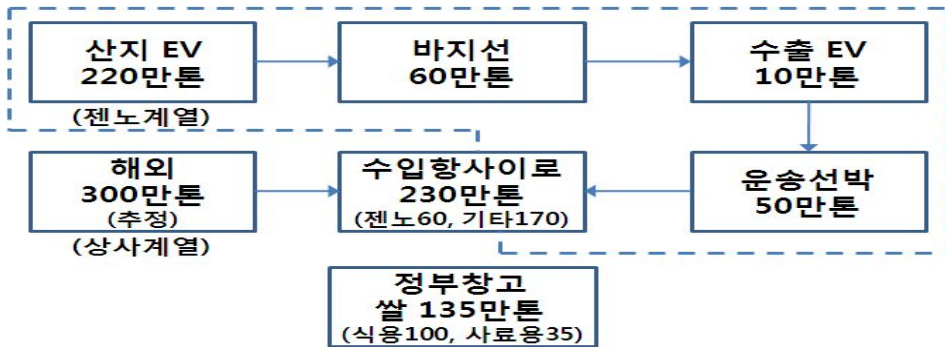 산지 EV
220만톤
(젠노계열)
바지선
60만톤
수출 EV
10만톤
해외
300만톤
(추정)
(상사계열)
수입항사이로
230만톤
(젠노60, 기타170)
운송선박
50만톤
정부창고
쌀 135만톤
(식용100, 사료용35)